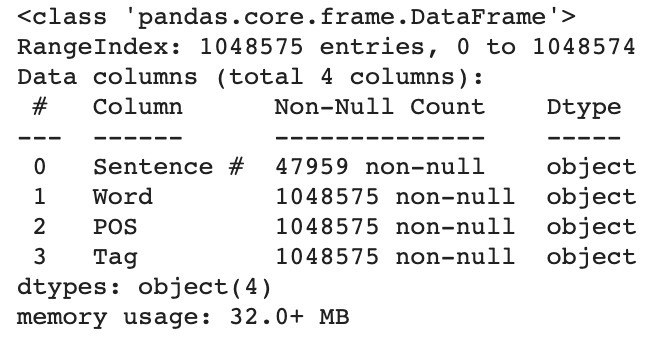 <class 'pandas.core.frame.DataFrame'>
RangeIndex: 1048575 entries, 0 to 1048574
Data columns (total 4 columns):
 #   Column      Non-Null Count    Dtype
---  ------      --------------    -----
 0   Sentence #  47959 non-null    object
 1   Word        1048575 non-null  object
 2   POS         1048575 non-null  object
 3   Tag         1048575 non-null  object
dtypes: object(4)
memory usage: 32.0+ MB